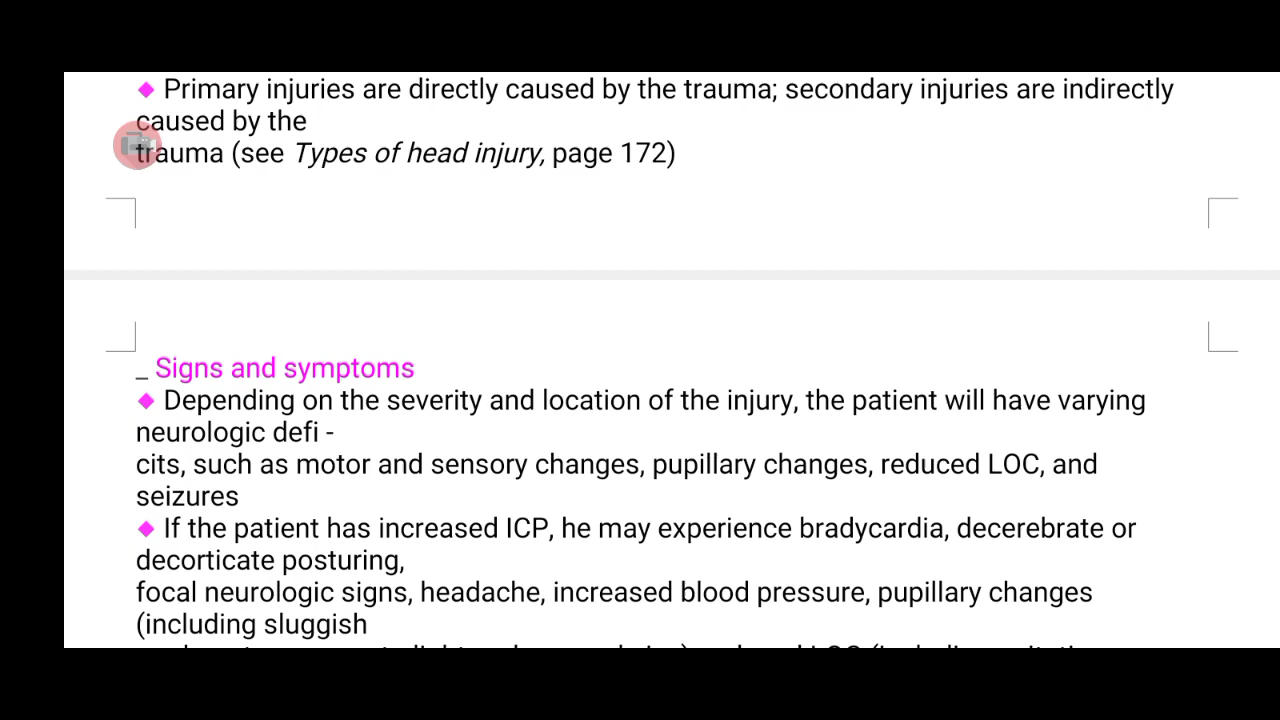 ◆ Primary injuries are directly caused by the trauma; secondary injuries are indirectly
caused by the
trauma (see Types of head injury, page 172)
_ Signs and symptoms
◆ Depending on the severity and location of the injury, the patient will have varying
neurologic defi -
cits, such as motor and sensory changes, pupillary changes, reduced LOC, and
seizures
◆ If the patient has increased ICP, he may experience bradycardia, decerebrate or
decorticate posturing,
focal neurologic signs, headache, increased blood pressure, pupillary changes
(including sluggish